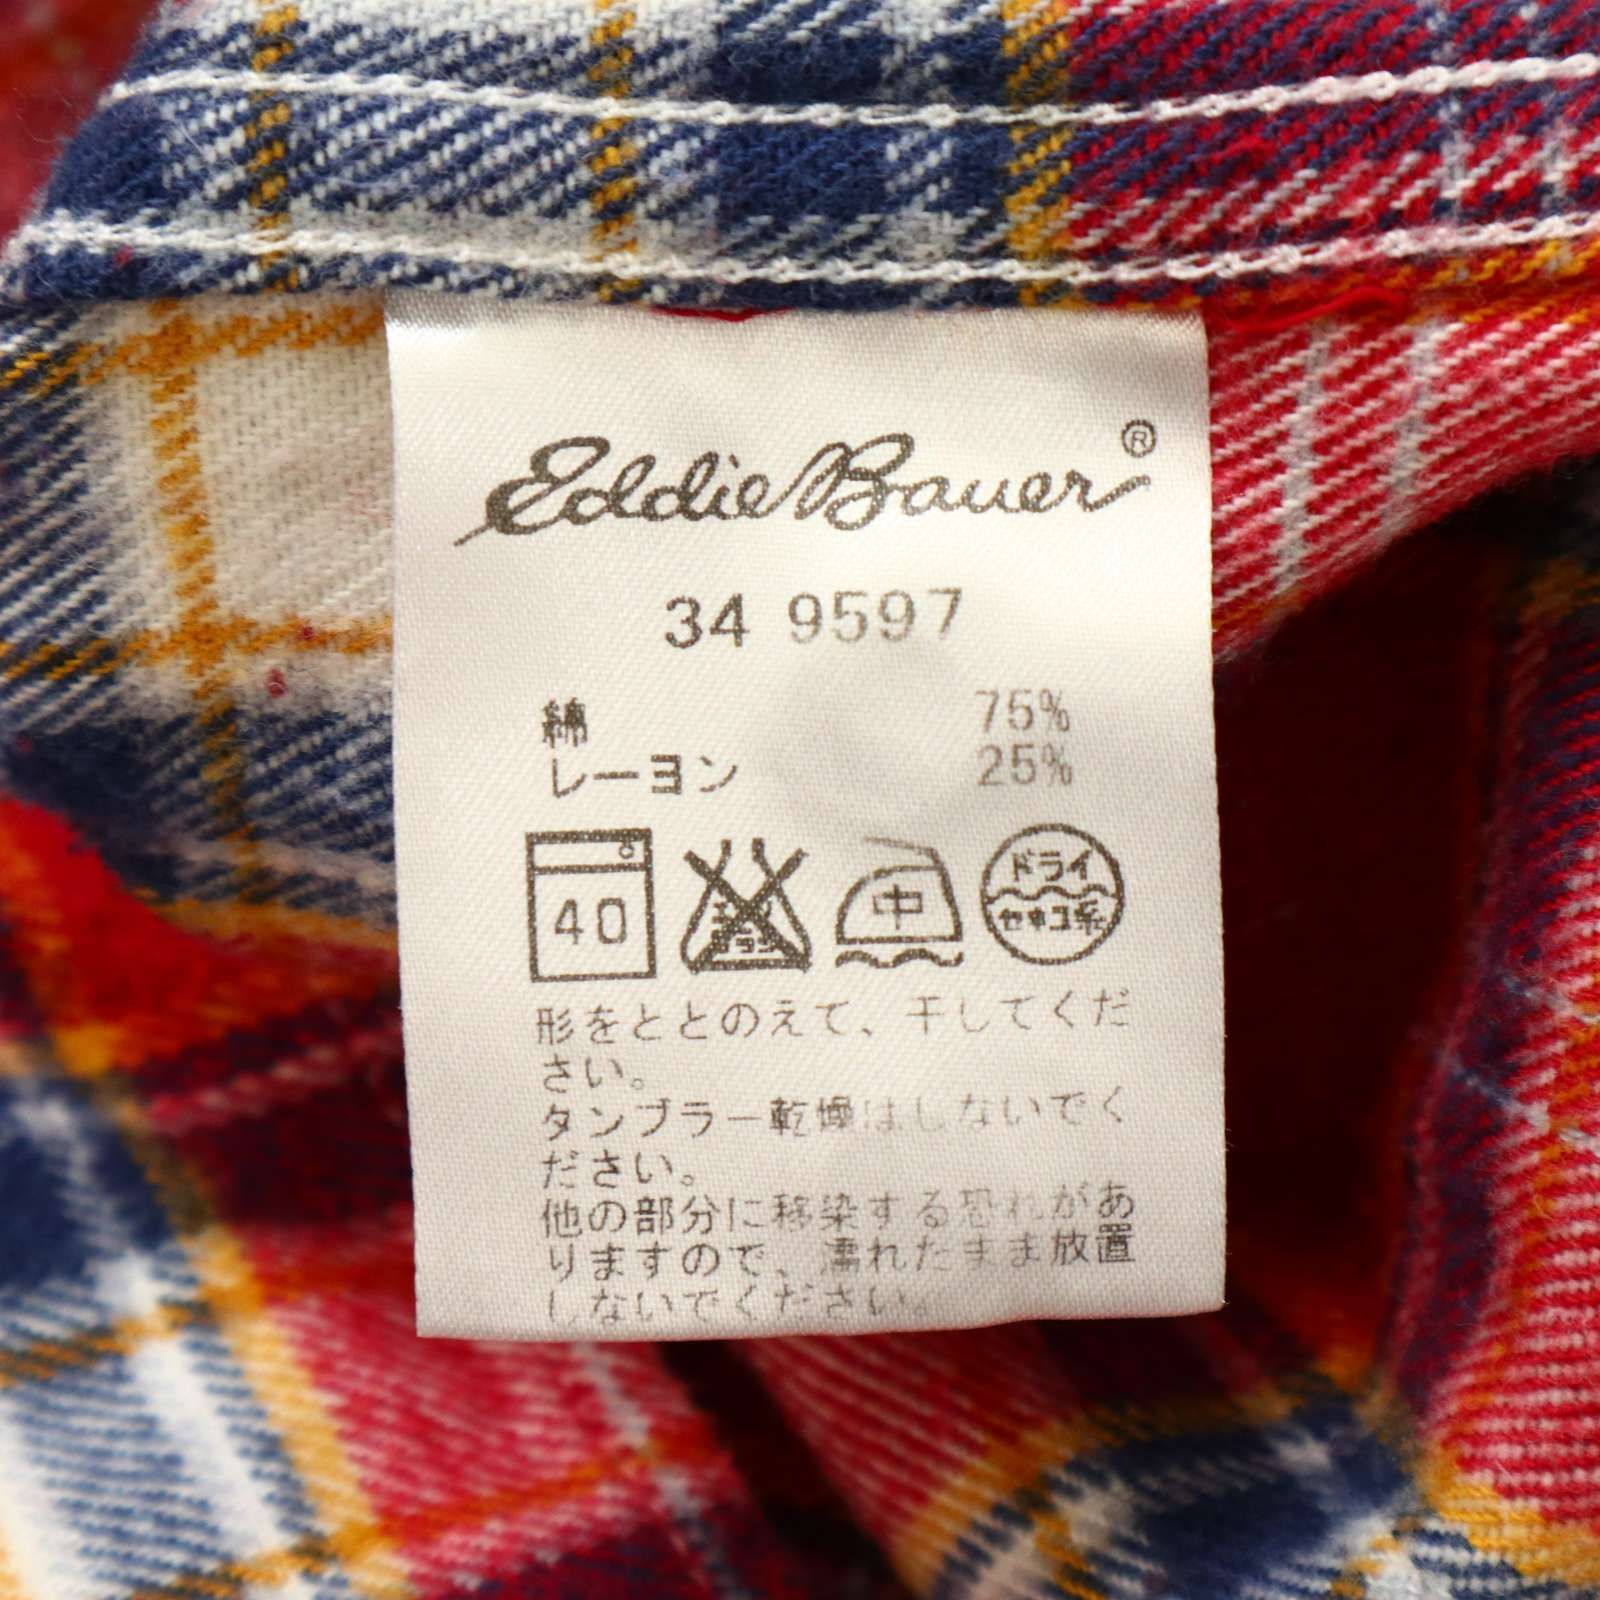 Eddie Bauer®
34 9597
綿 75%
レーヨン 25%
40 中 ドライ
セキユ系
形をととのえて、干してくだ
さい。
タンブラー乾燥はしないでく
ださい。
他の部分に移染する恐れがあ
りますので、濡れたまま放置
しないでください。